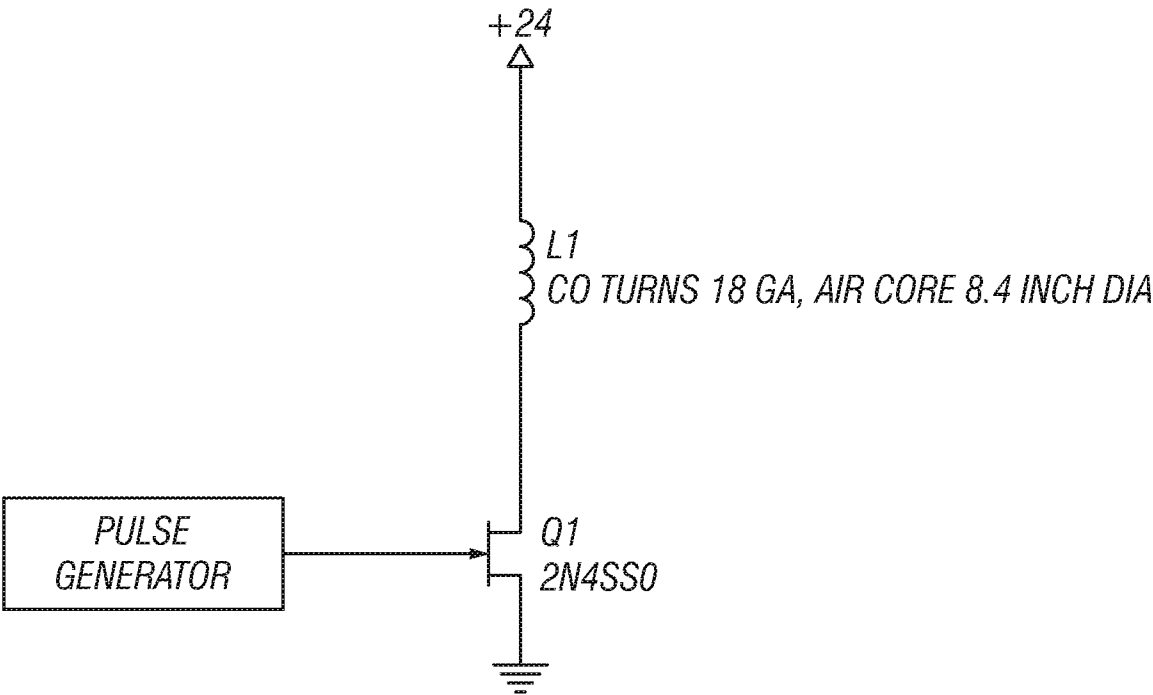 +24
L1
CO TURNS 18 GA, AIR CORE 8.4 INCH DIA
PULSE
GENERATOR
Q1
2N4SS0